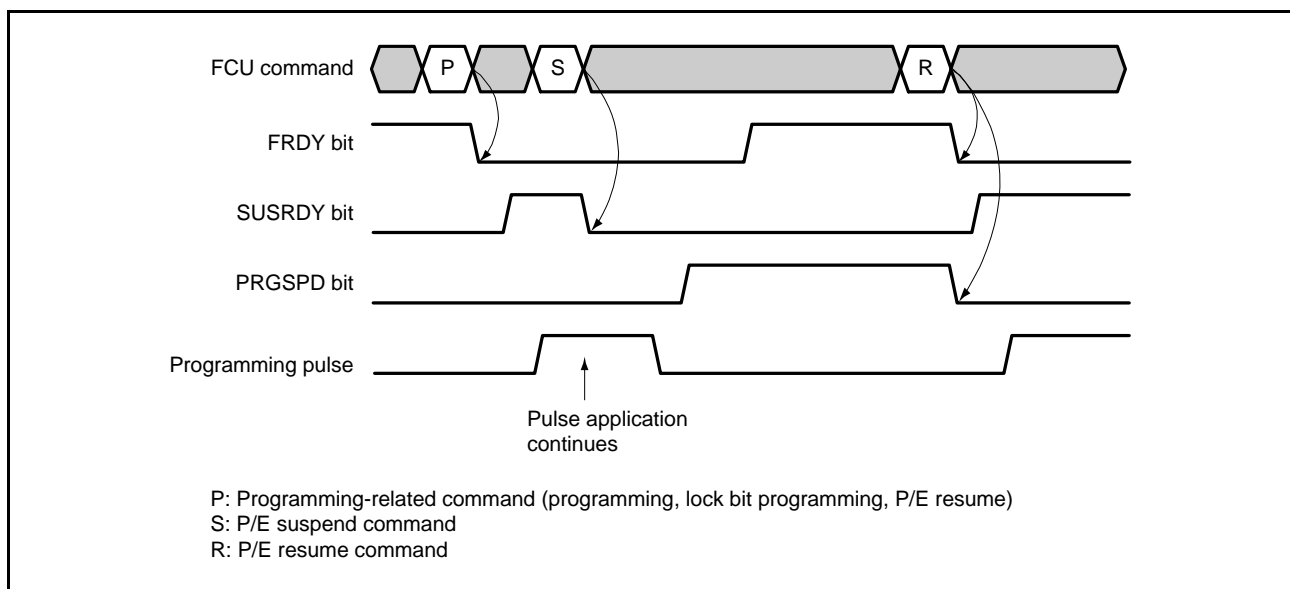 FCU command
P
S
R
FRDY bit
SUSRDY bit
PRGSPD bit
Programming pulse
Pulse application
continues
P: Programming-related command (programming, lock bit programming, P/E resume)
S: P/E suspend command
R: P/E resume command